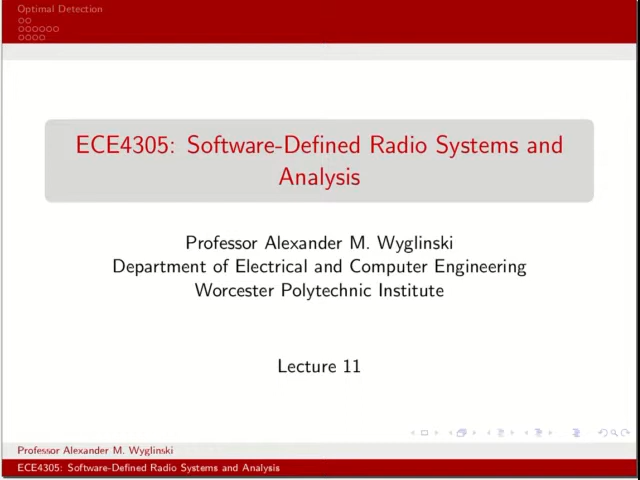 Optimal Detection
ECE4305: Software-Defined Radio Systems and
Analysis
Professor Alexander M. Wyglinski
Department of Electrical and Computer Engineering
Worcester Polytechnic Institute
Lecture 11
Professor Alexander M. Wyglinski
ECE4305: Software-Defined Radio Systems and Analysis